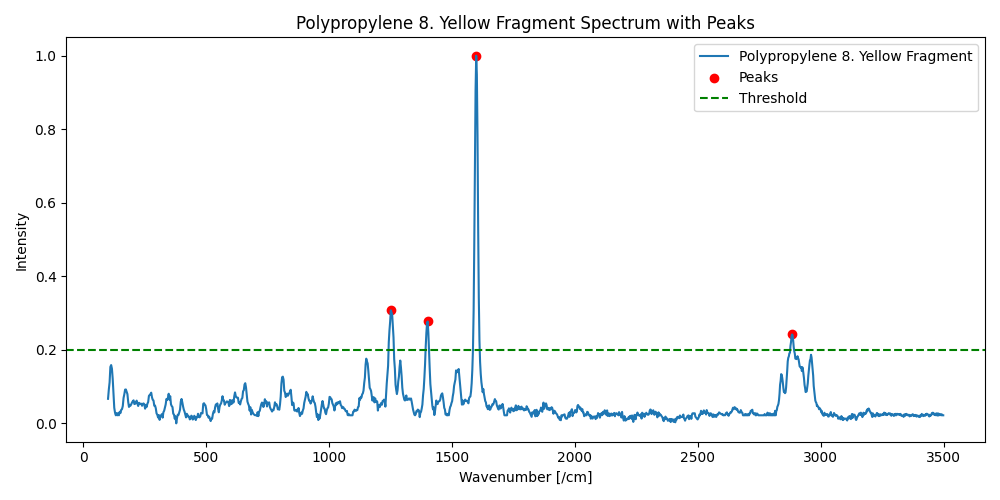 Polypropylene 8. Yellow Fragment Spectrum with Peaks
Polypropylene 8. Yellow Fragment
Peaks
Threshold
Intensity
1.0
0.8
0.6
0.4
0.2
0.0
0 500 1000 1500 2000 2500 3000 3500
Wavenumber [/cm]